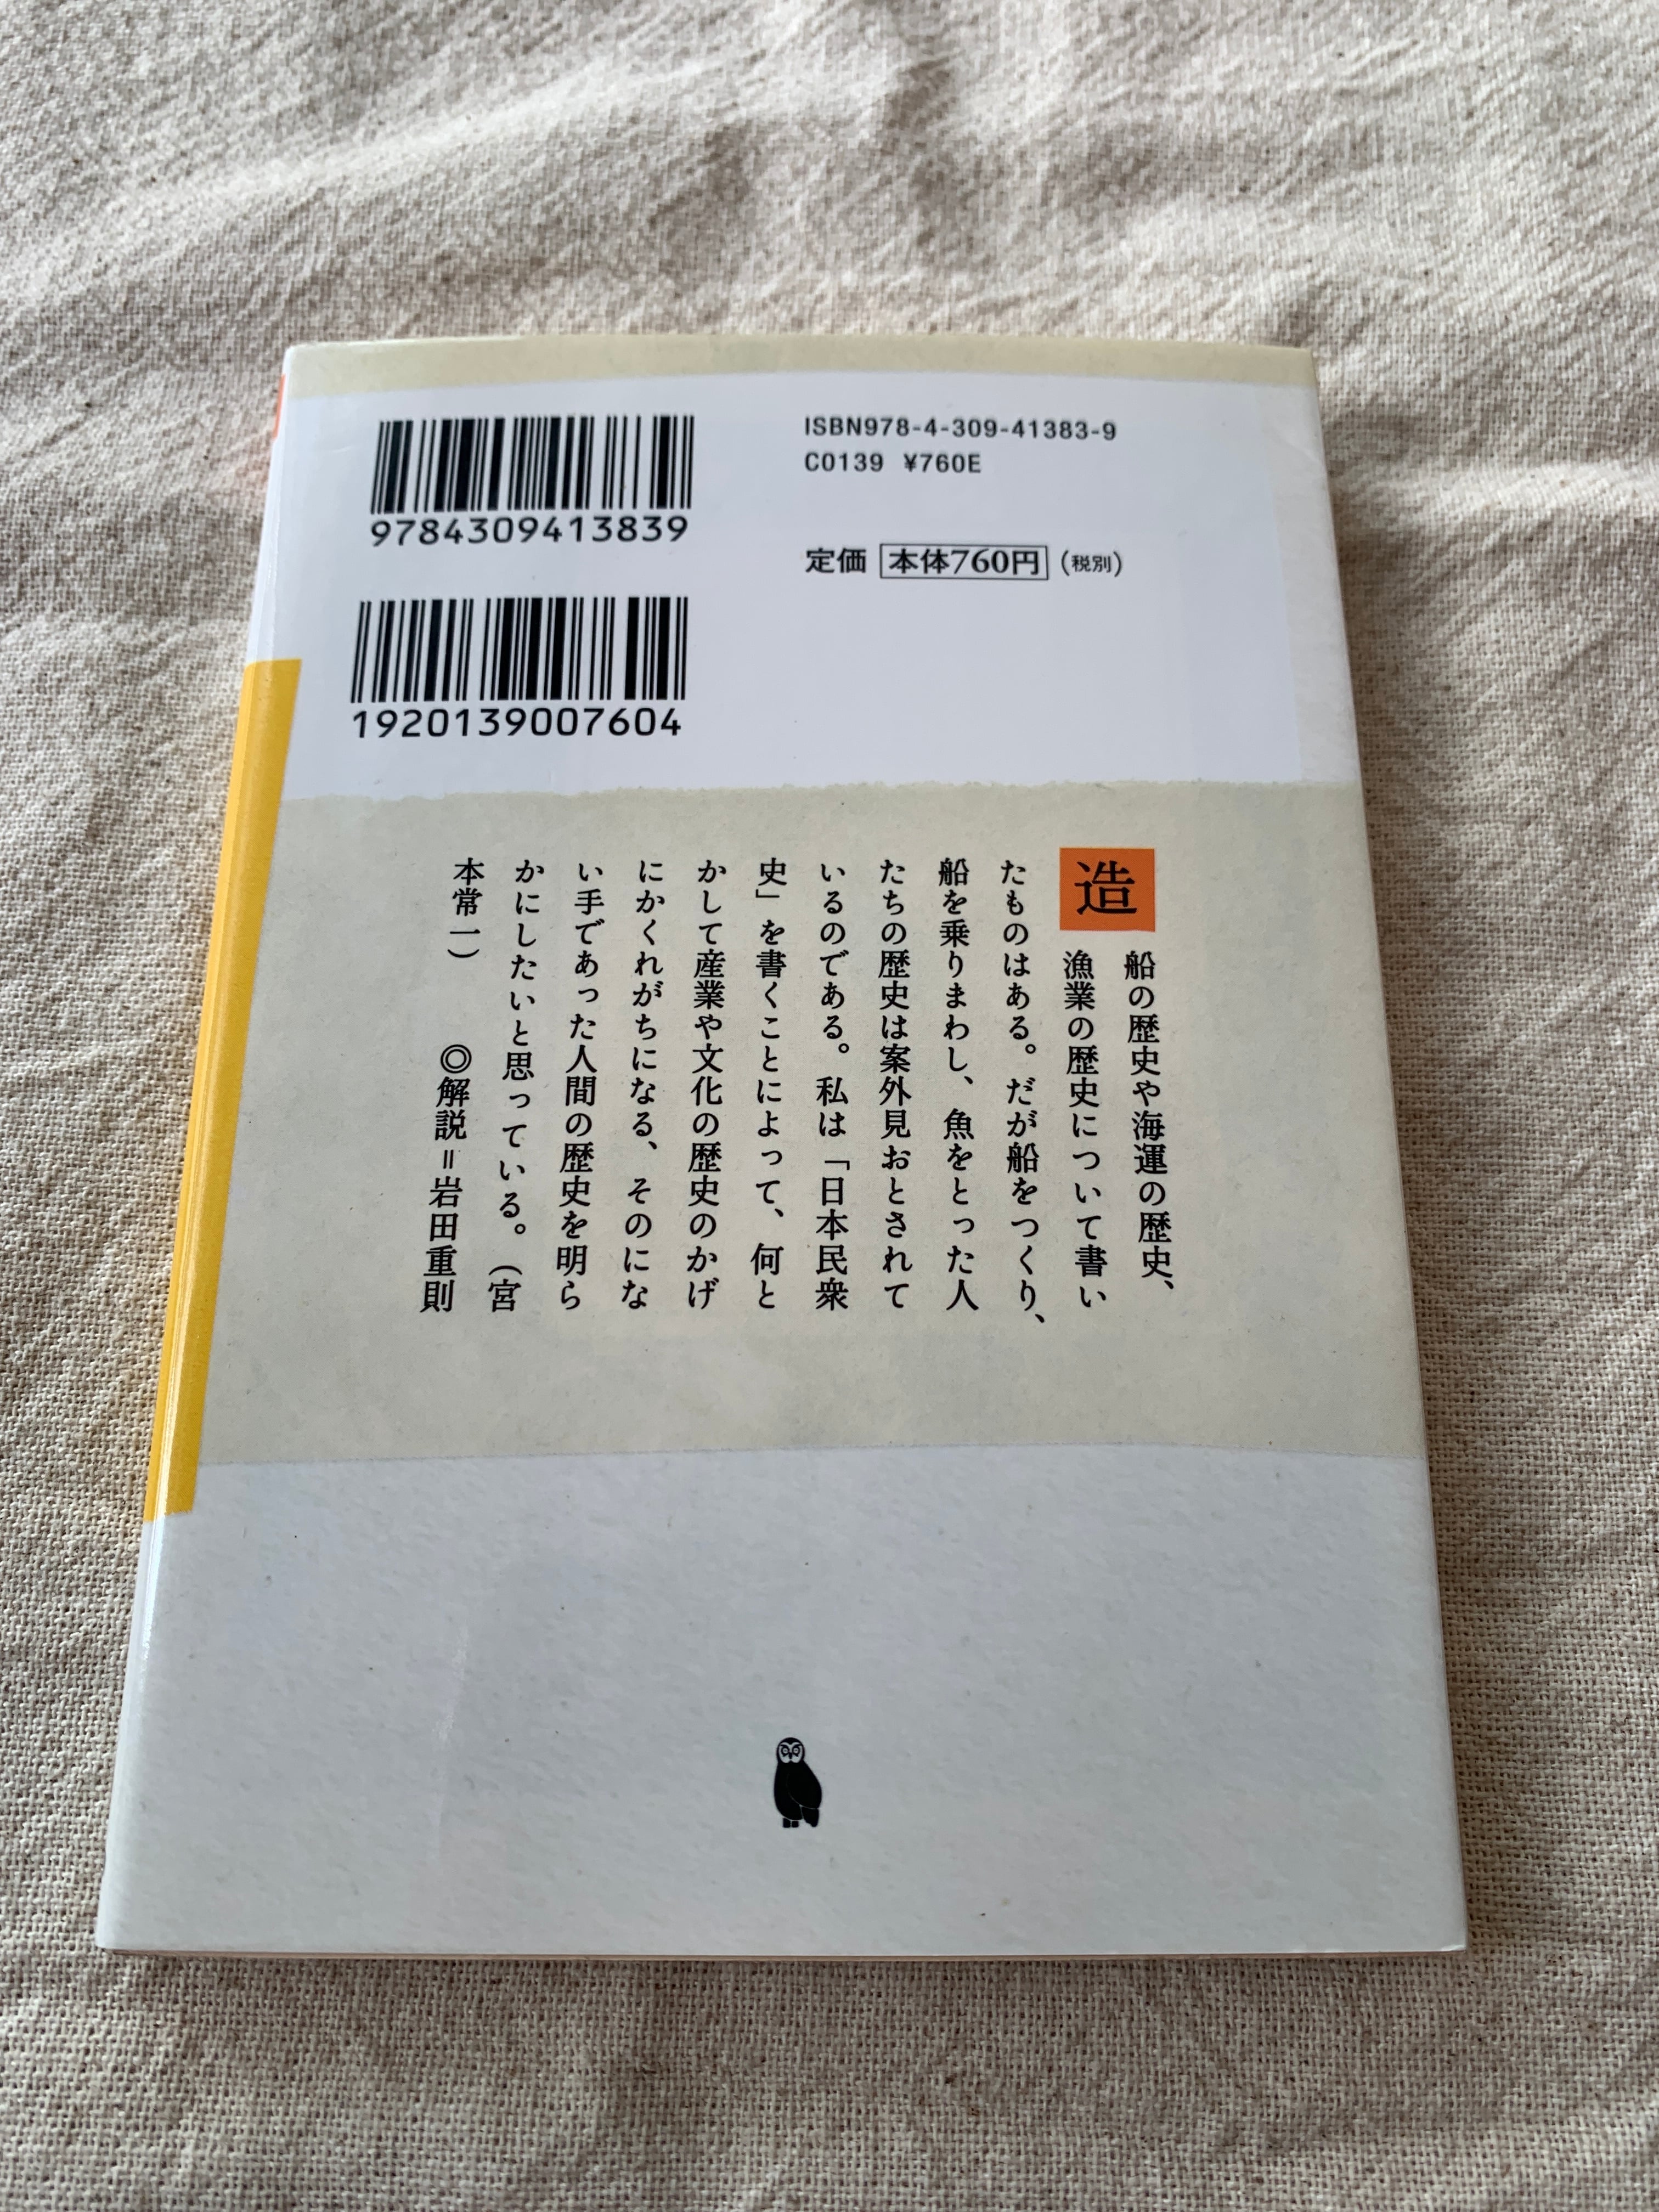 ISBN978-4-309-41383-9
C0139 ¥760E
9784309413839
定価 本体760円 (税別)
1920139007604
造船の歴史や海運の歴史、
漁業の歴史について書い
たものはある。だが船をつくり、
船を乗りまわし、魚をとった人
たちの歴史は案外見おとされて
いるのである。私は「日本民衆
史」を書くことによって、何と
かして産業や文化の歴史のかげ
にかくれがちになる、そのにな
い手であった人間の歴史を明ら
かにしたいと思っている。(宮
本常一) ◎解説=岩田重則